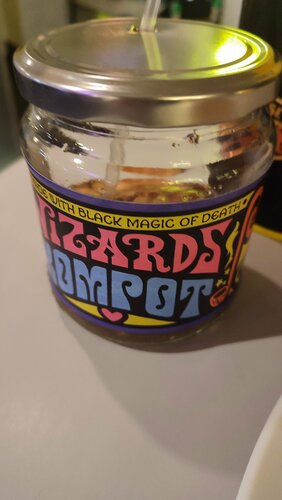 WITH BLACK MAGIC OF DEATH
IZARDS
OMPOT